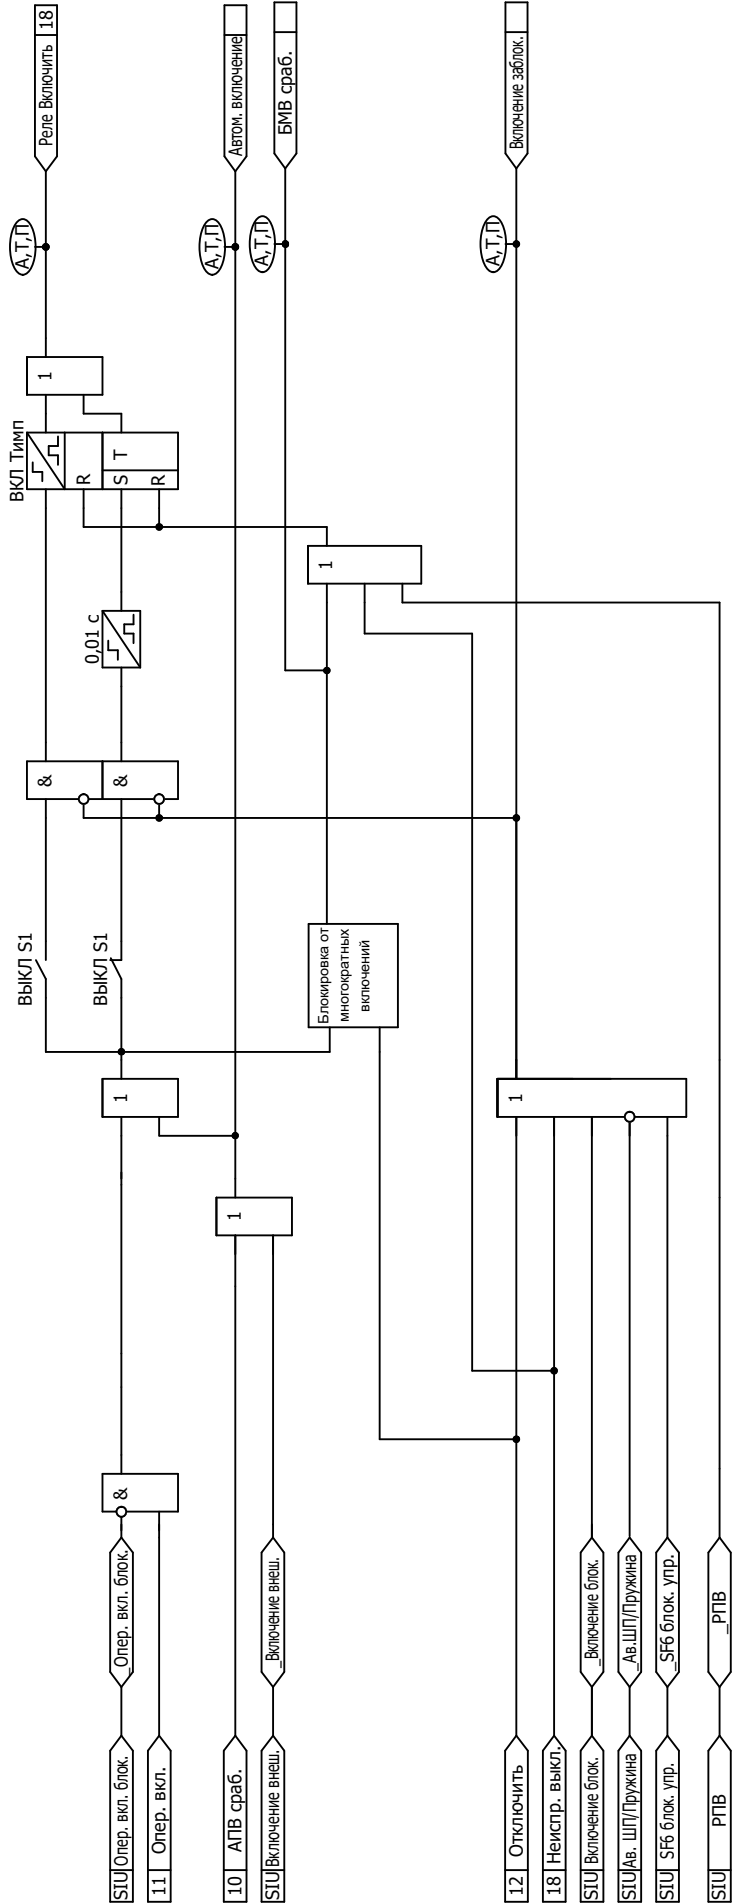 Реле Включить 18
А,Т,П
1
ВКЛ Тимп
R
S T
R
0,01 с
&
&
ВЫКЛ S1
ВЫКЛ S1
1
&
_Опер. вкл. блок.
SIU Опер. вкл. блок.
11 Опер. вкл.
Автом. включение
А,Т,П
1
10 АПВ сраб.
_Включение внеш.
SIU Включение внеш.
БМВ сраб.
А,Т,П
1
Блокировка от
многократных
включений
Включение заблок.
А,Т,П
1
12 Отключить
18 Неиспр. выкл.
_Включение блок.
SIU Включение блок.
_Ав.ШП/Пружина
SIU Ав. ШП/Пружина
_SF6 блок. упр.
SIU SF6 блок. упр.
_РПВ
SIU РПВ